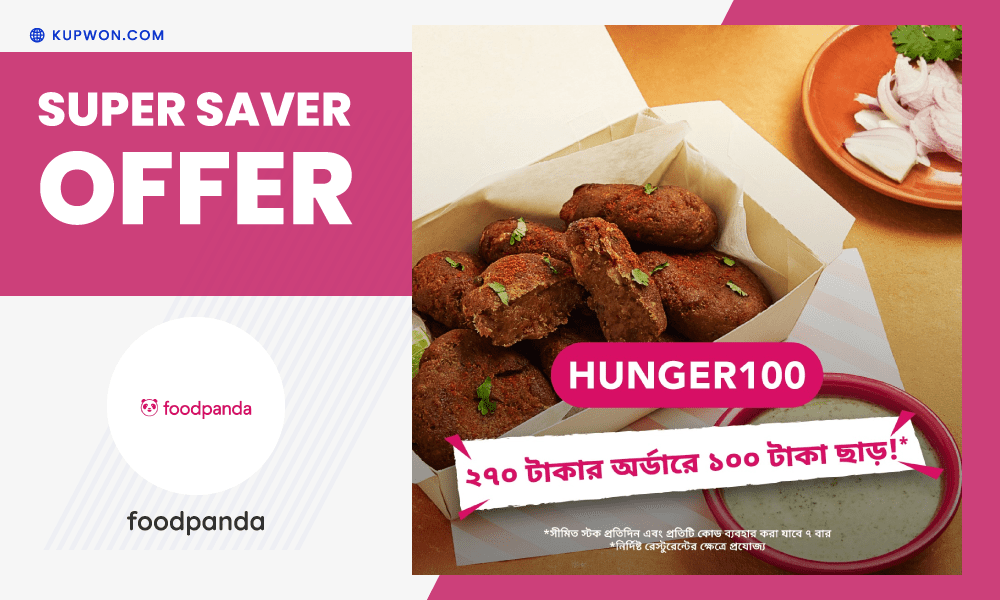 KUPWON.COM
SUPER SAVER
OFFER
foodpanda
foodpanda
HUNGER100
২৭০ টাকার অর্ডারে ১০০ টাকা ছাড়!*
*সীমিত স্টক প্রতিদিন এবং প্রতিটি কোড ব্যবহার করা যাবে ৭ বার
*নির্দিষ্ট রেস্টুরেন্টের ক্ষেত্রে প্রযোজ্য